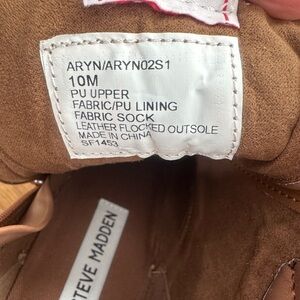 ARYN/ARYN02S1
10M
PU UPPER
FABRIC/PU LINING
FABRIC SOCK
LEATHER FLOCKED OUTSOLE
MADE IN CHINA
SF1453
STEVE MADDEN